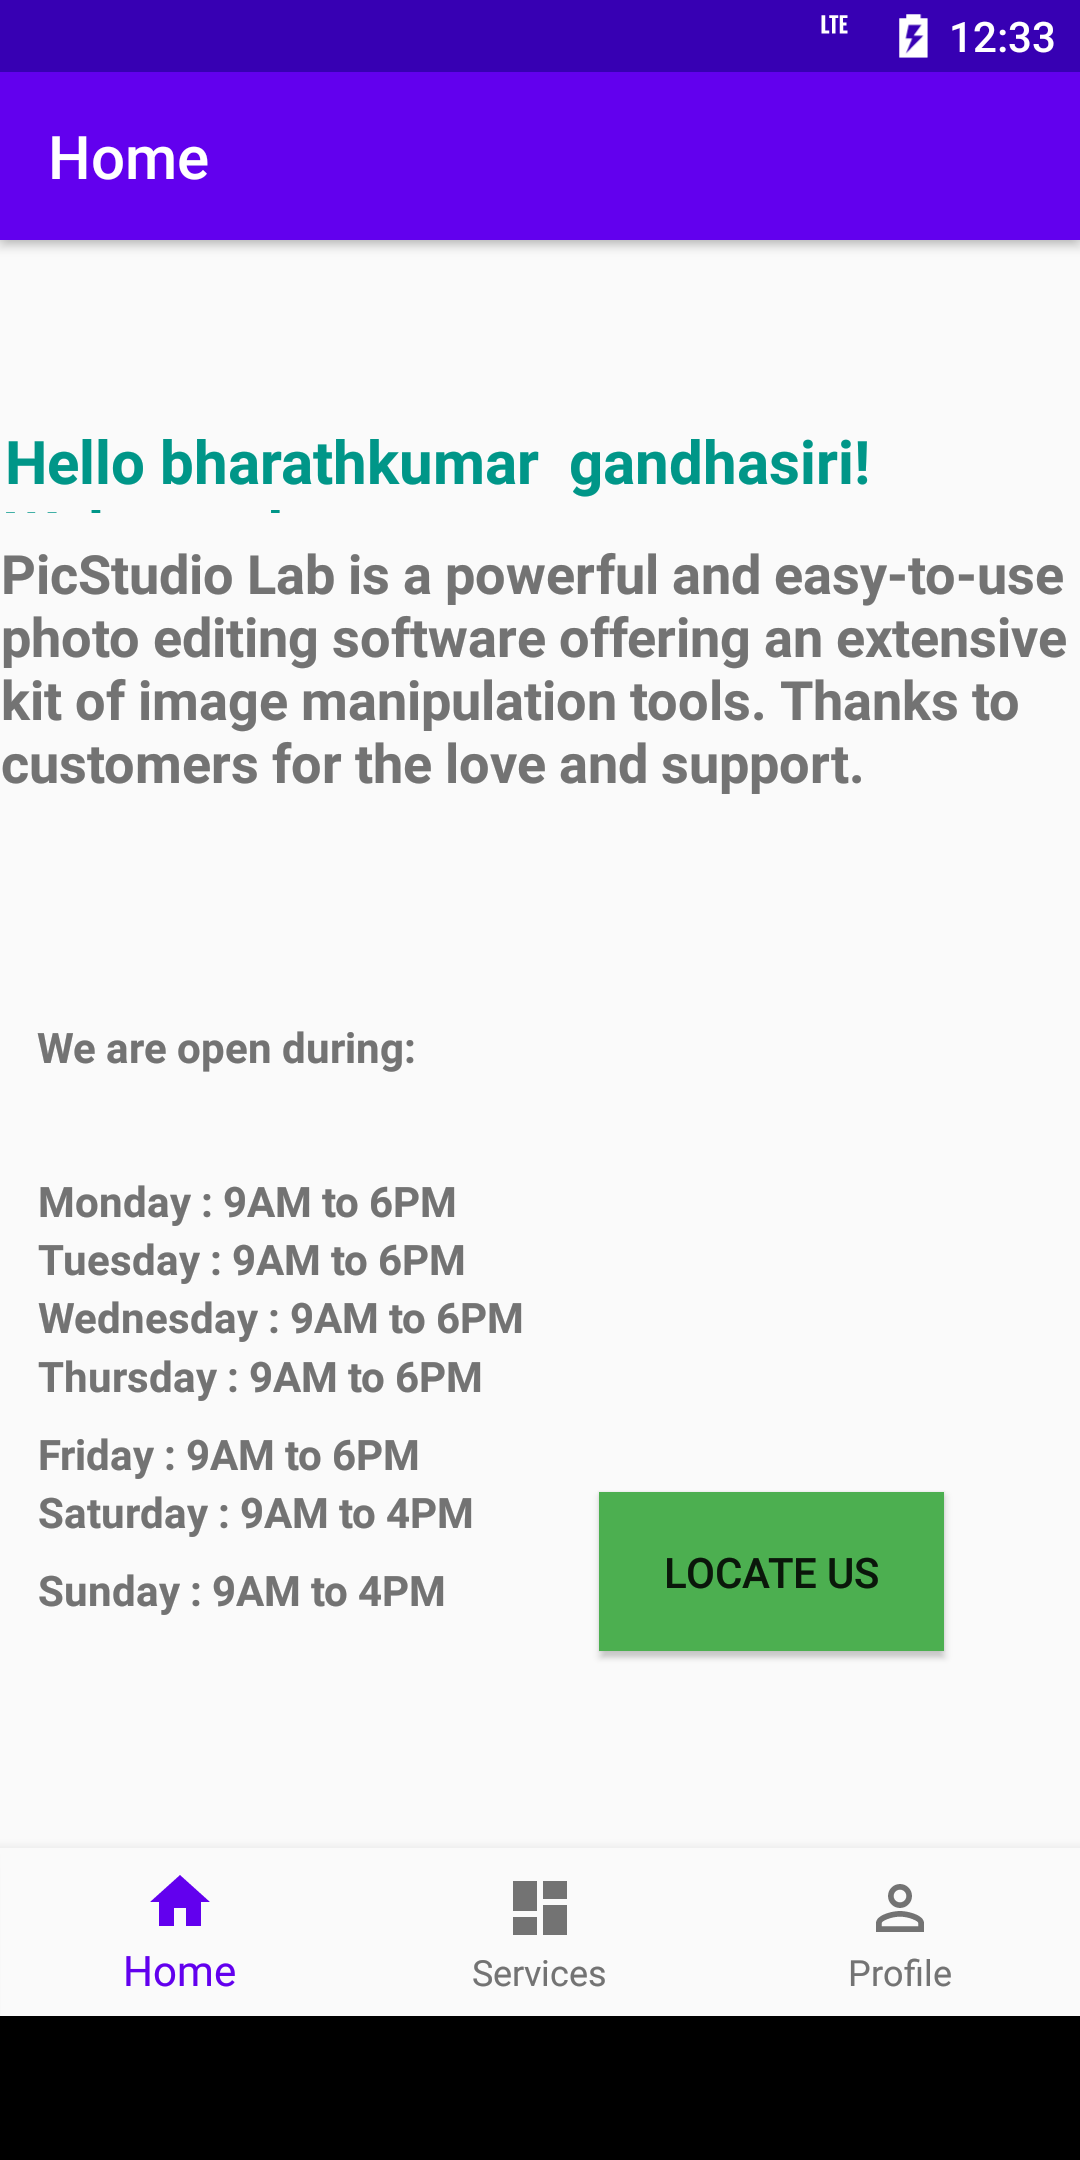 LTE 12:33
Home
Hello bharathkumar  gandhasiri!
PicStudio Lab is a powerful and easy-to-use
photo editing software offering an extensive
kit of image manipulation tools. Thanks to
customers for the love and support.
We are open during:
Monday : 9AM to 6PM
Tuesday : 9AM to 6PM
Wednesday : 9AM to 6PM
Thursday : 9AM to 6PM
Friday : 9AM to 6PM
Saturday : 9AM to 4PM
Sunday : 9AM to 4PM
LOCATE US
Home
Services
Profile